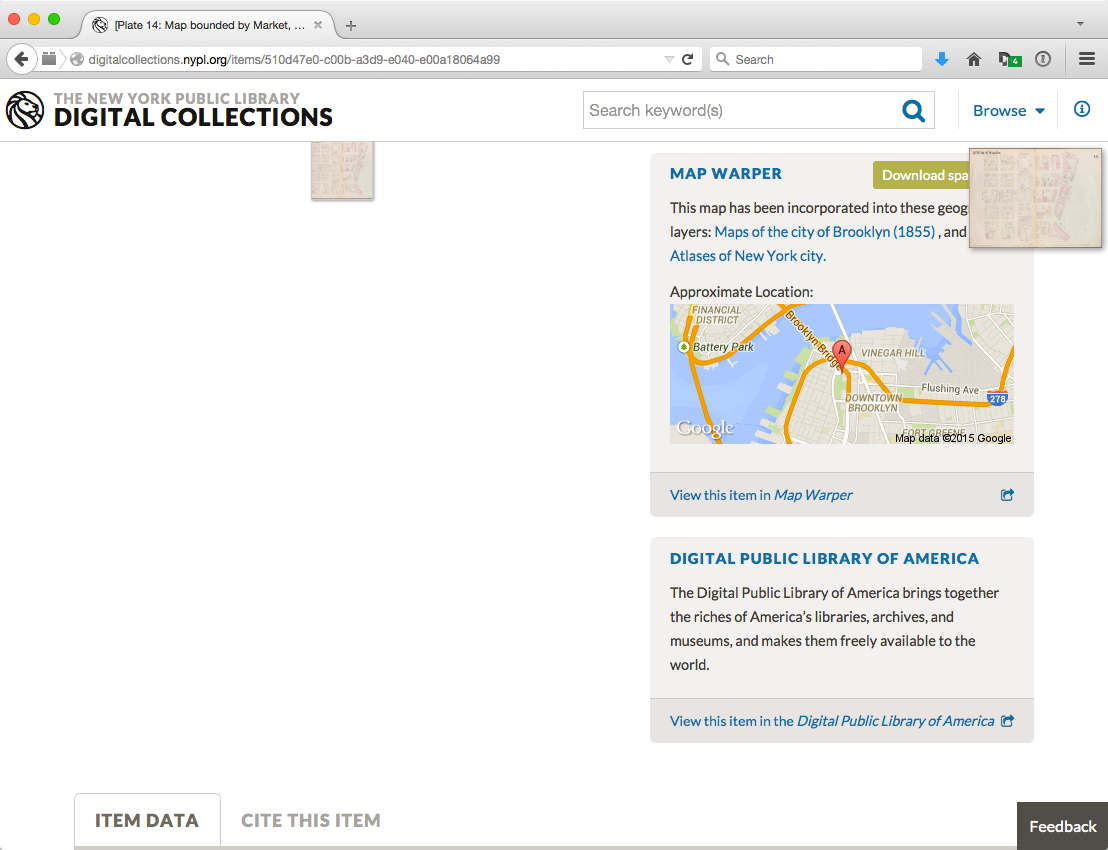 [Plate 14: Map bounded by Market, ...
digitalcollections.nypl.org/items/510d47e0-c00b-a3d9-e040-e00a18064a99
Search
4
THE NEW YORK PUBLIC LIBRARY
DIGITAL COLLECTIONS
Search keyword(s)
Browse
MAP WARPER
Download spa
This map has been incorporated into these geog
layers: Maps of the city of Brooklyn (1855) , and
Atlases of New York city.
Approximate Location:
FINANCIAL
DISTRICT
Battery Park
Brooklyn Bridge
A
VINEGAR HILL
Flushing Ave
278
DOWNTOWN
BROOKLYN
FORT GREENE
Google
Map data ©2015 Google
View this item in Map Warper
DIGITAL PUBLIC LIBRARY OF AMERICA
The Digital Public Library of America brings together
the riches of America's libraries, archives, and
museums, and makes them freely available to the
world.
View this item in the Digital Public Library of America
ITEM DATA
CITE THIS ITEM
Feedback